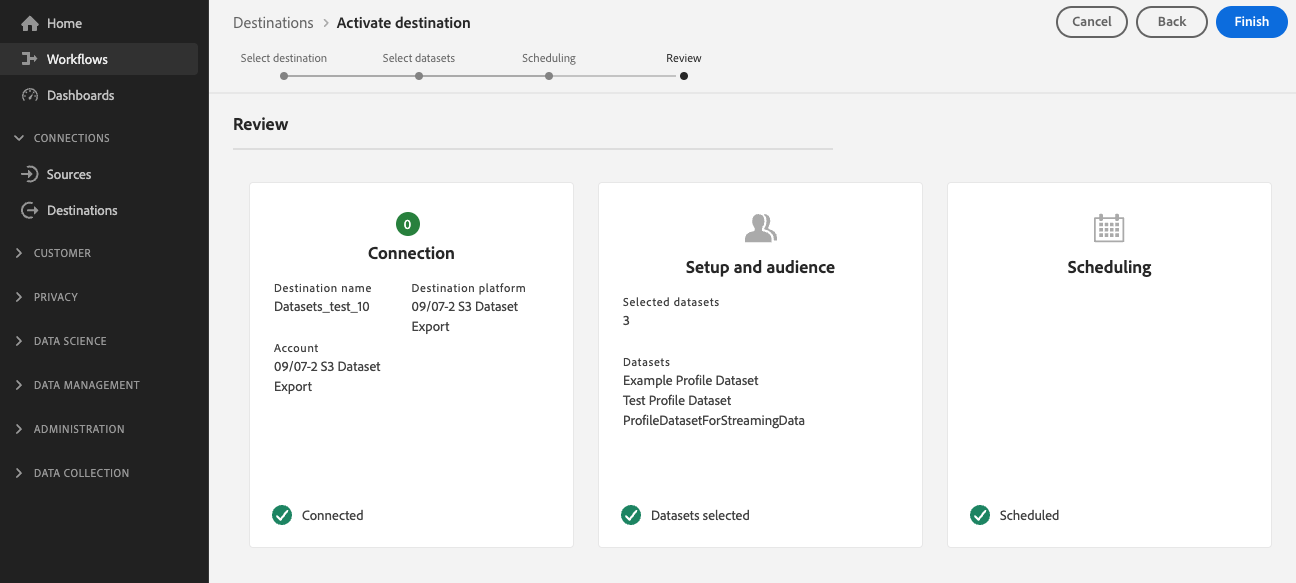 Home
Workflows
Dashboards
CONNECTIONS
Sources
Destinations
CUSTOMER
PRIVACY
DATA SCIENCE
DATA MANAGEMENT
ADMINISTRATION
DATA COLLECTION
Destinations > Activate destination
Cancel
Back
Finish
Select destination
Select datasets
Scheduling
Review
Review
0
Connection
Destination name
Datasets_test_10
Destination platform
09/07-2 S3 Dataset
Export
Account
09/07-2 S3 Dataset
Export
Connected
Setup and audience
Selected datasets
3
Datasets
Example Profile Dataset
Test Profile Dataset
ProfileDatasetForStreamingData
Datasets selected
Scheduling
Scheduled